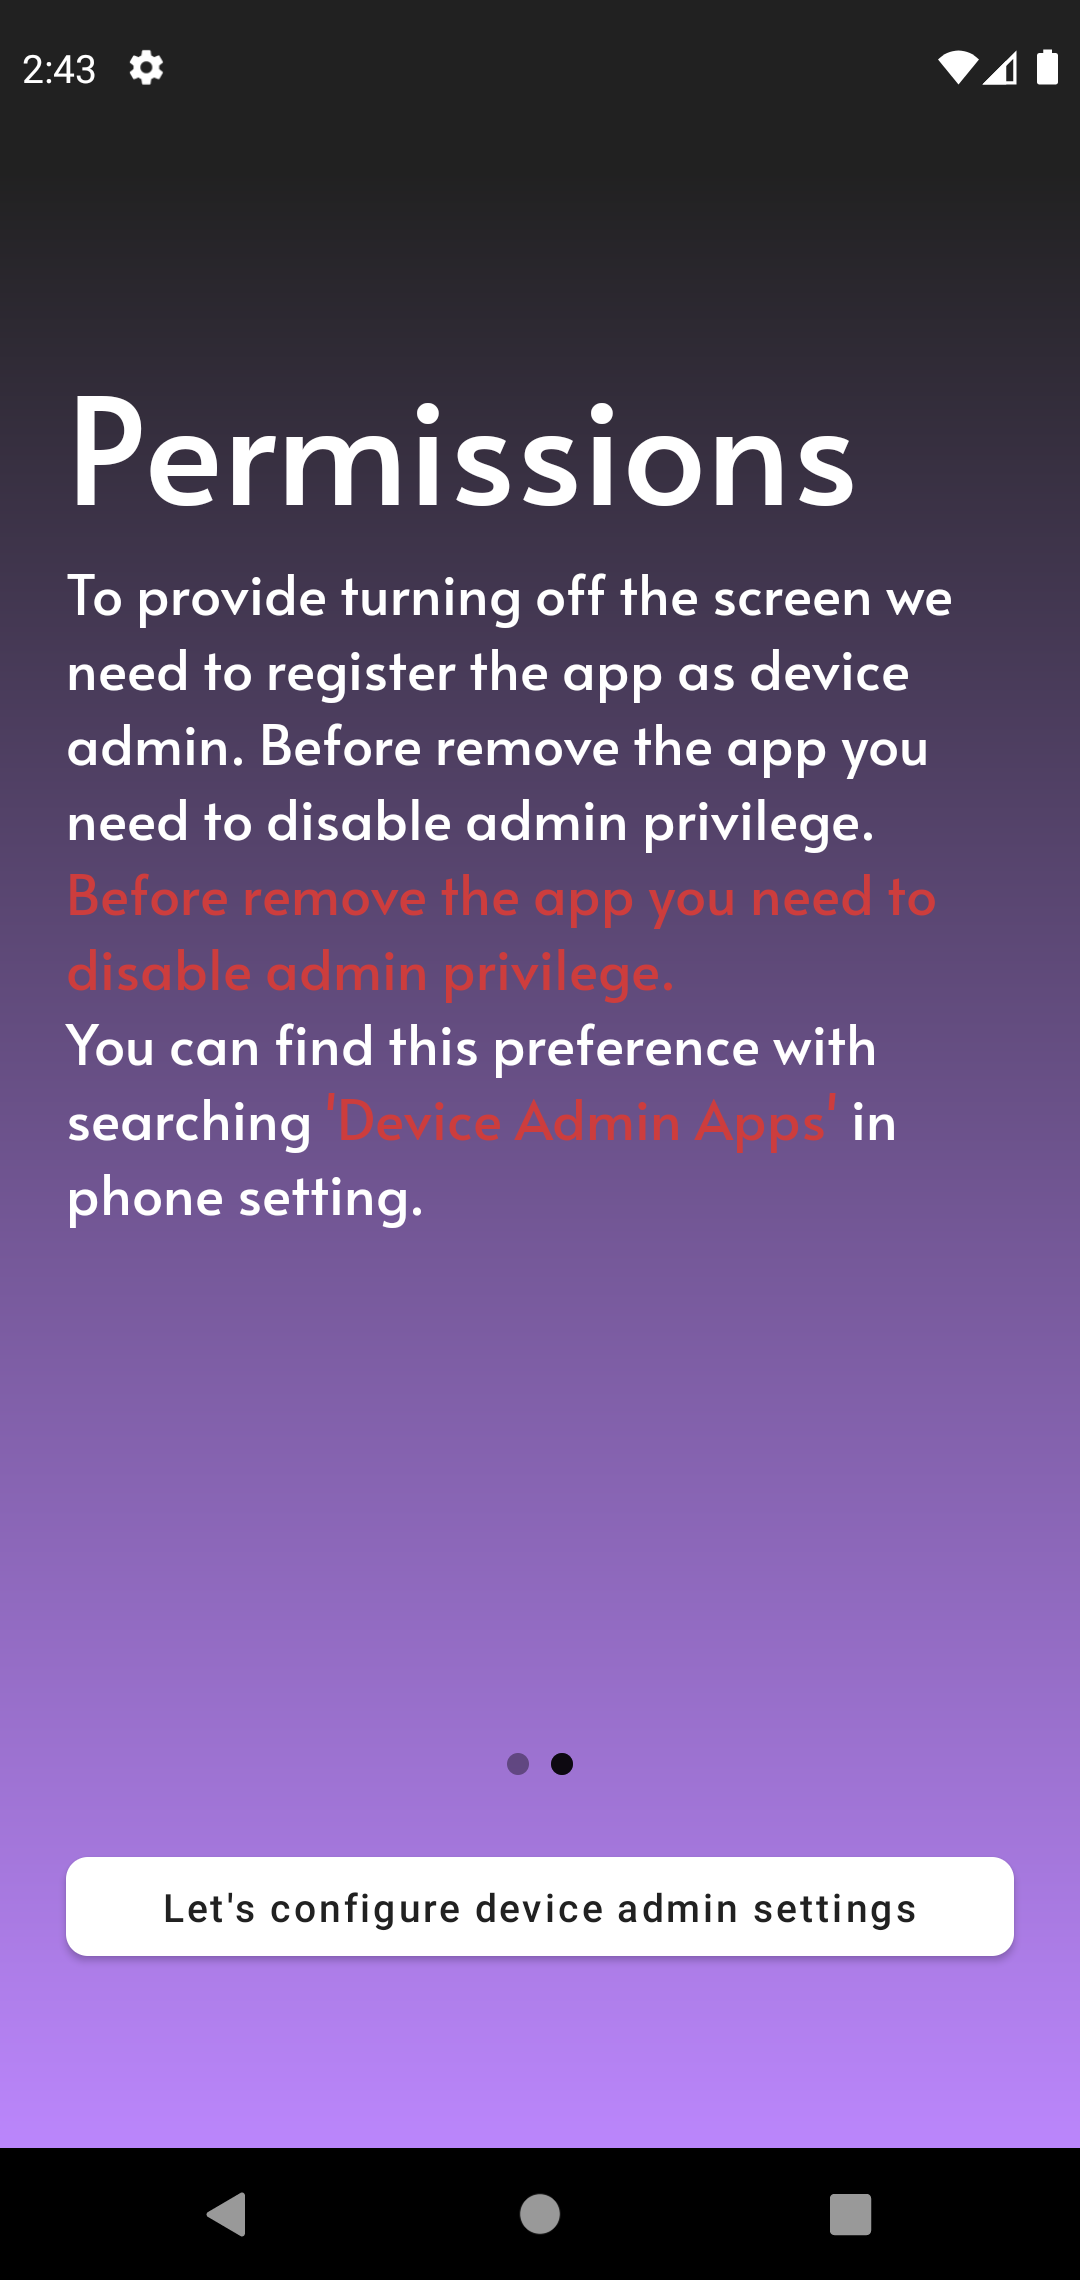 2:43
Permissions
To provide turning off the screen we
need to register the app as device
admin. Before remove the app you
need to disable admin privilege.
Before remove the app you need to
disable admin privilege.
You can find this preference with
searching 'Device Admin Apps' in
phone setting.
Let's configure device admin settings